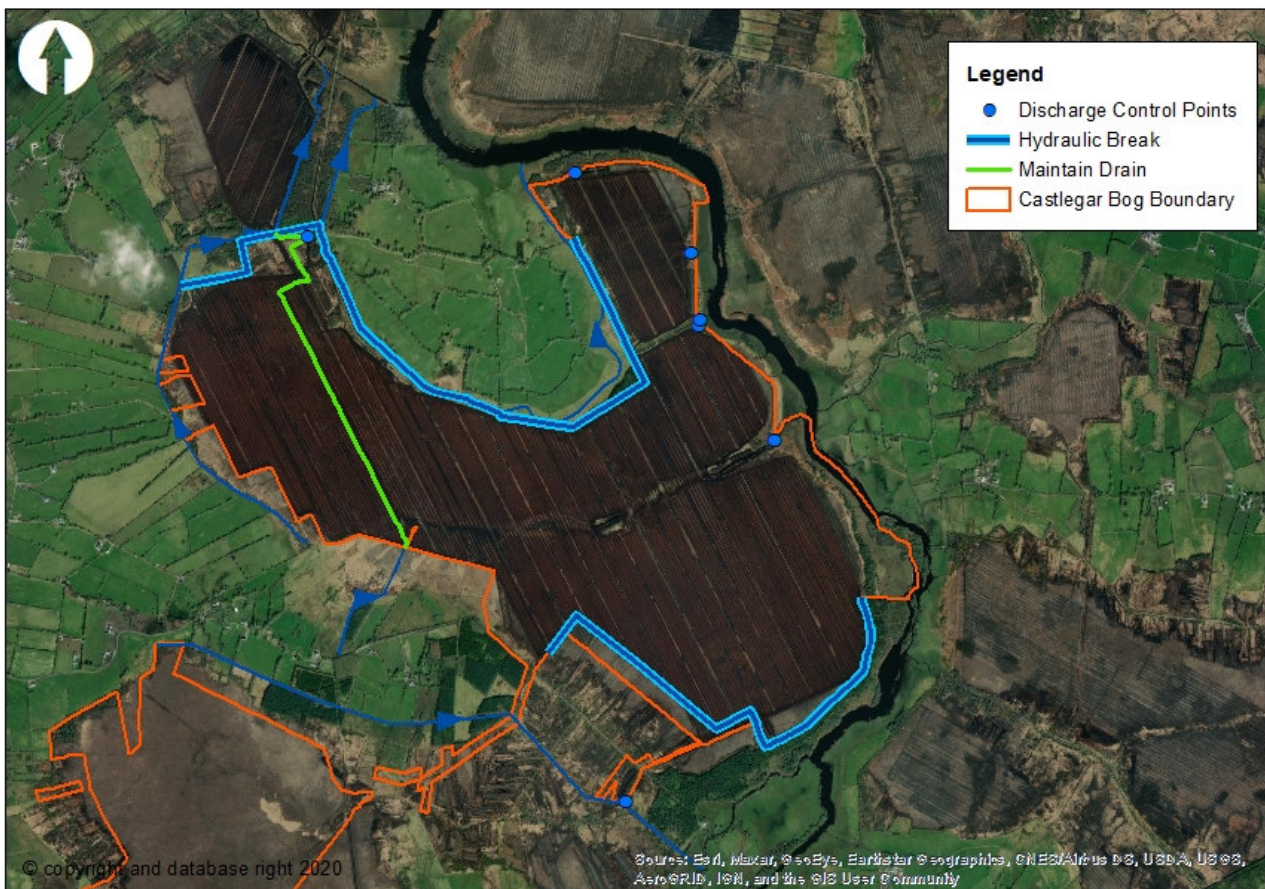 Legend
Discharge Control Points
Hydraulic Break
Maintain Drain
Castlegar Bog Boundary
© copyright and database right 2020
Source: Esri, Maxar, GeoEye, Earthstar Geographics, CNES/Airbus DS, USDA, USGS,
AeroGRID, IGN, and the GIS User Community